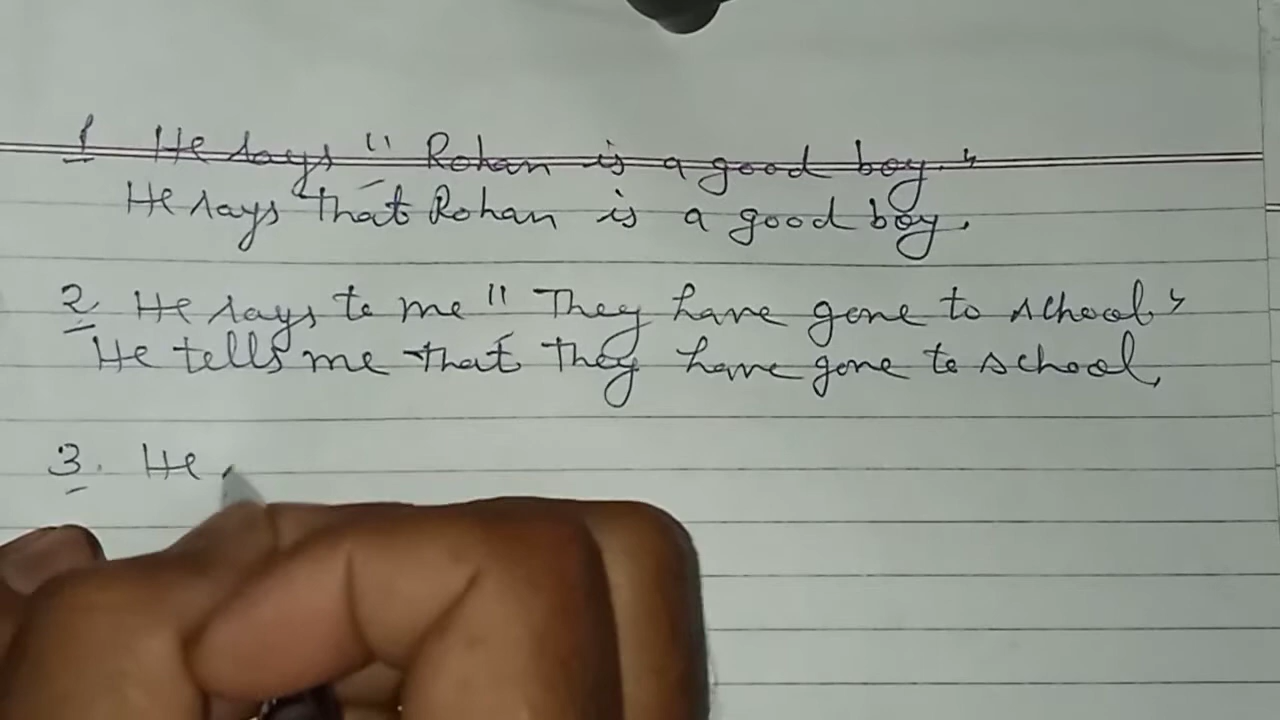 1 He says " Rohan is a good boy."
He says that Rohan is a good boy.
2 He says to me " They have gone to school"
He tells me that they have gone to school.
3. He